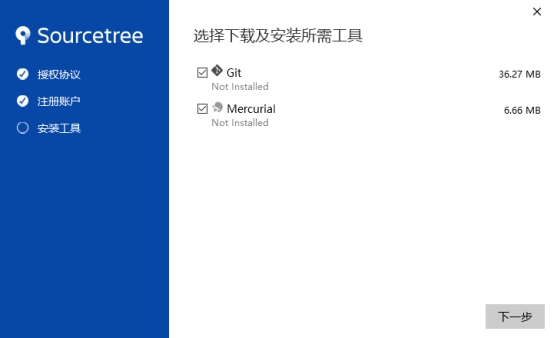 Sourcetree
授权协议
注册账户
安装工具
选择下载及安装所需工具
Git 36.27 MB
Not Installed
Mercurial 6.66 MB
Not Installed
下一步